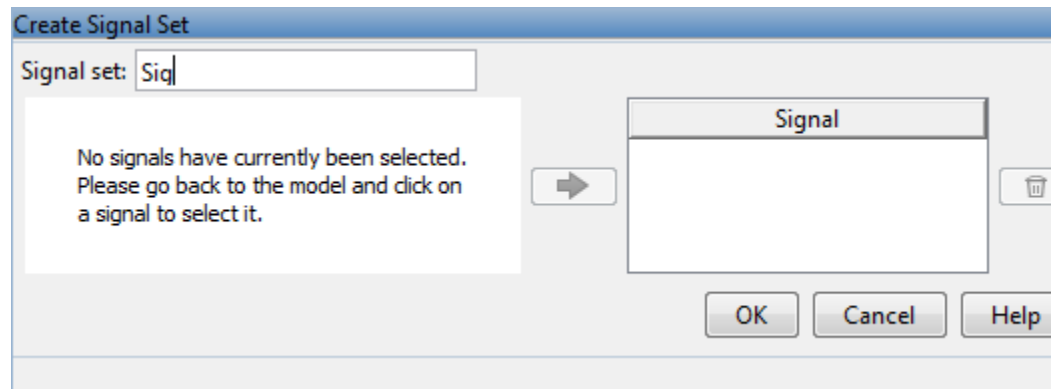 Create Signal Set
Signal set: Sig
No signals have currently been selected.
Please go back to the model and click on
a signal to select it.
Signal
OK Cancel Help